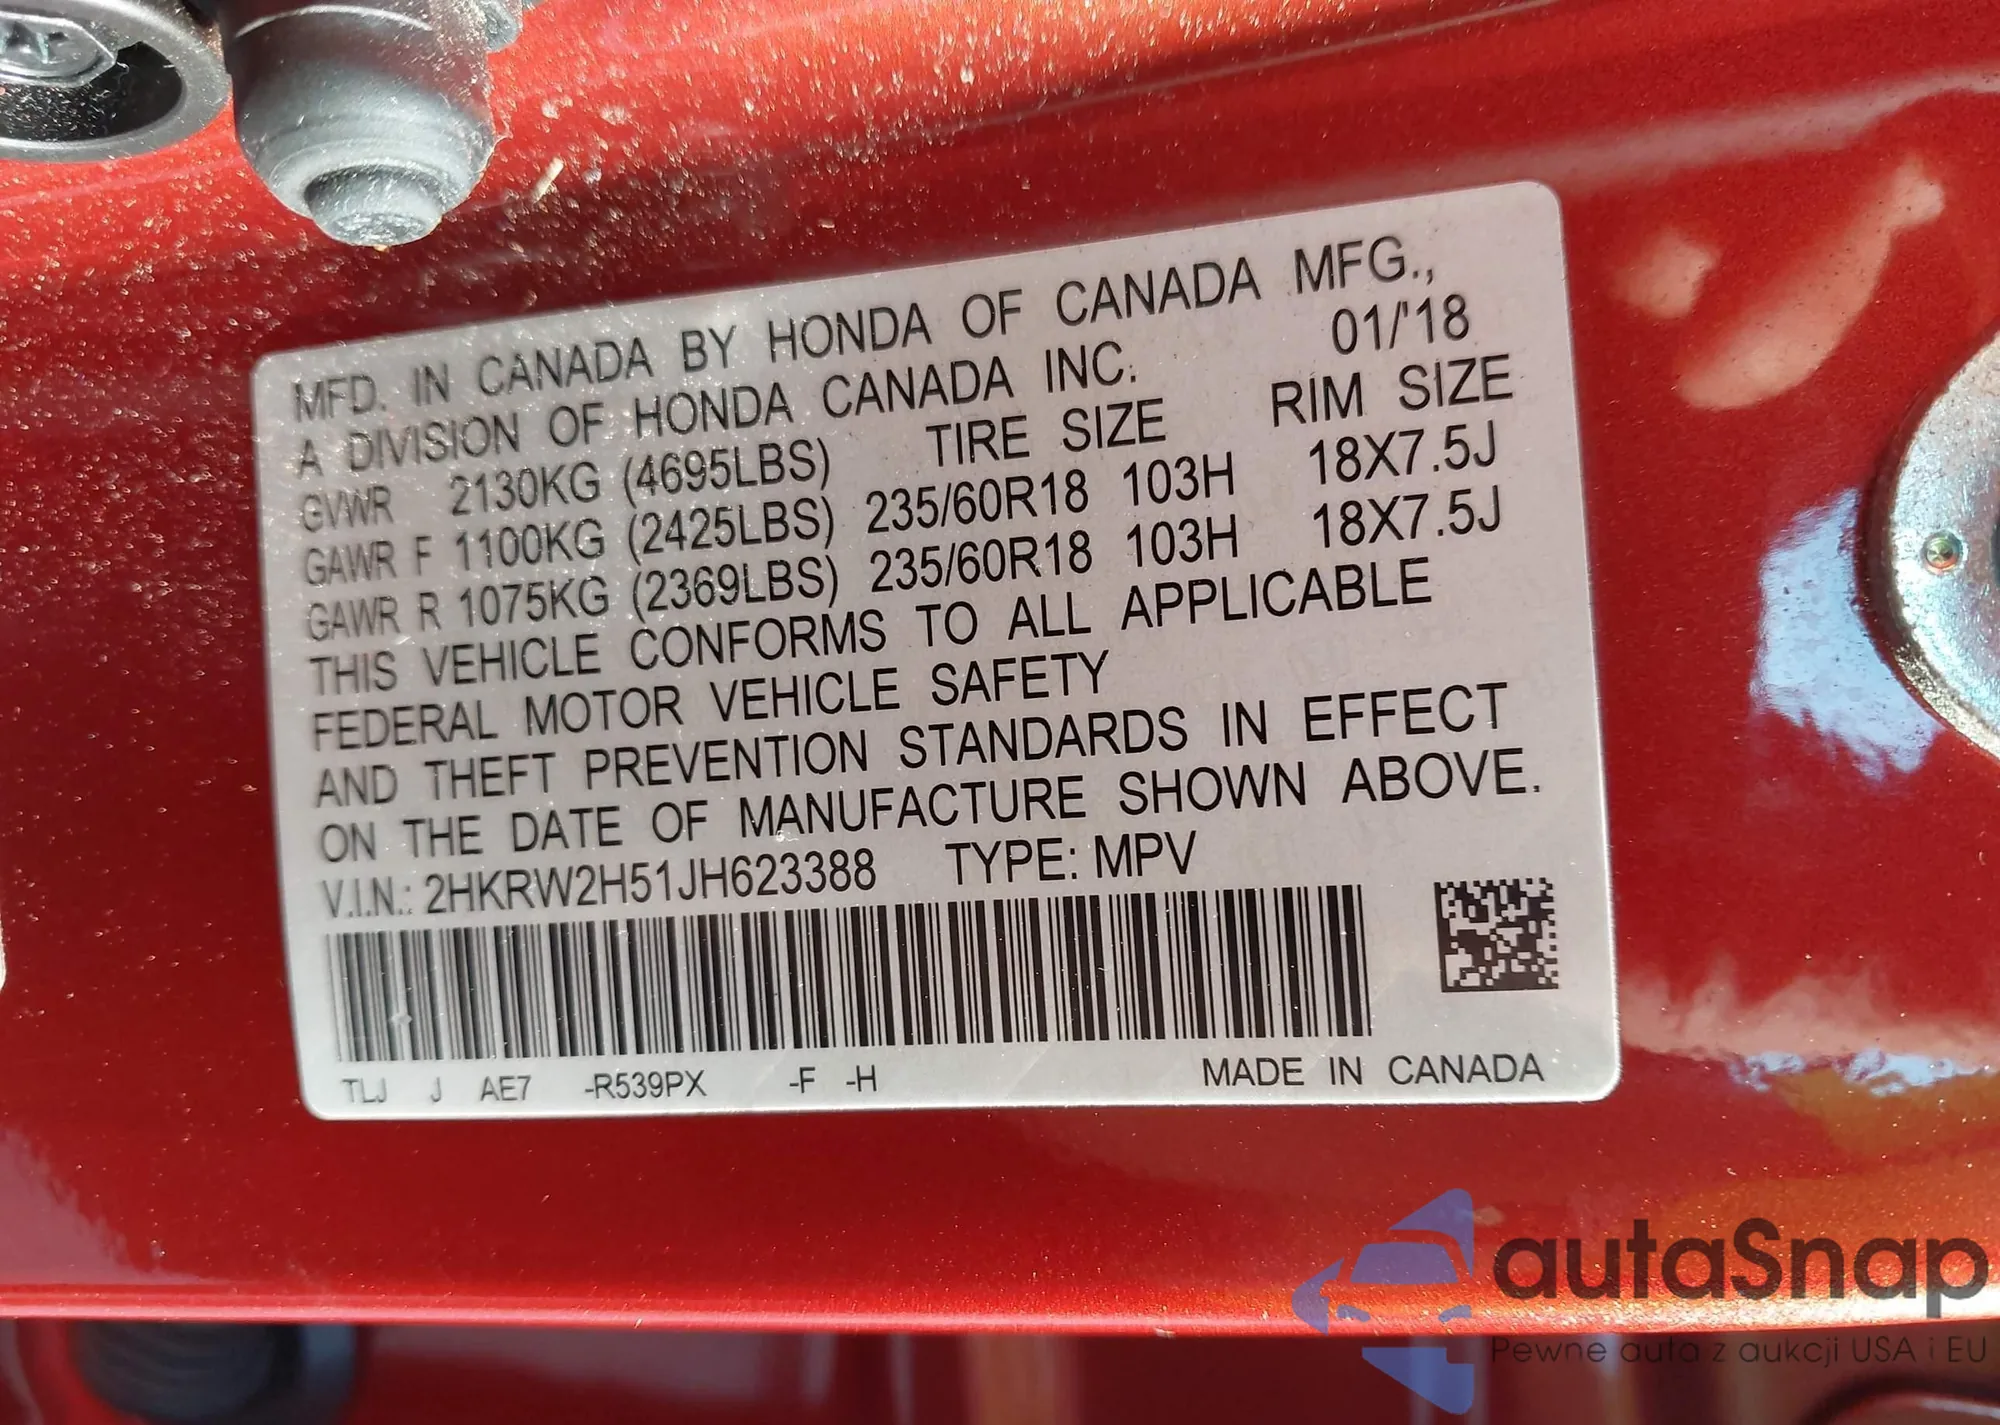 MFD. IN CANADA BY HONDA OF CANADA MFG.,
A DIVISION OF HONDA CANADA INC. 01/'18
GVWR 2130KG (4695LBS) TIRE SIZE RIM SIZE
GAWR F 1100KG (2425LBS) 235/60R18 103H 18X7.5J
GAWR R 1075KG (2369LBS) 235/60R18 103H 18X7.5J
THIS VEHICLE CONFORMS TO ALL APPLICABLE
FEDERAL MOTOR VEHICLE SAFETY
AND THEFT PREVENTION STANDARDS IN EFFECT
ON THE DATE OF MANUFACTURE SHOWN ABOVE.
V.I.N.: 2HKRW2H51JH623388 TYPE: MPV
TLJ J AE7 -R539PX -F -H MADE IN CANADA
autaSnap
Pewne auta z aukcji USA i EU